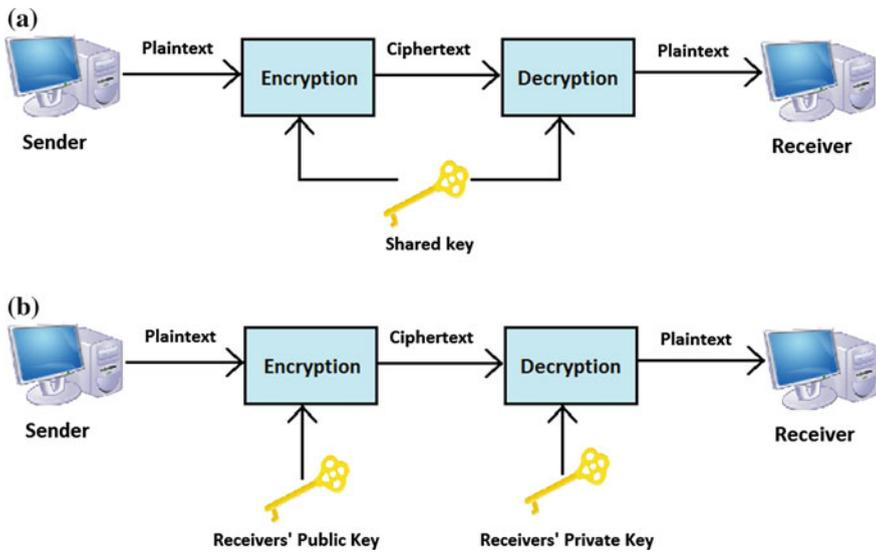 (a)
Plaintext
Encryption
Ciphertext
Decryption
Plaintext
Sender
Receiver
Shared key
(b)
Plaintext
Encryption
Ciphertext
Decryption
Plaintext
Sender
Receiver
Receivers' Public Key
Receivers' Private Key